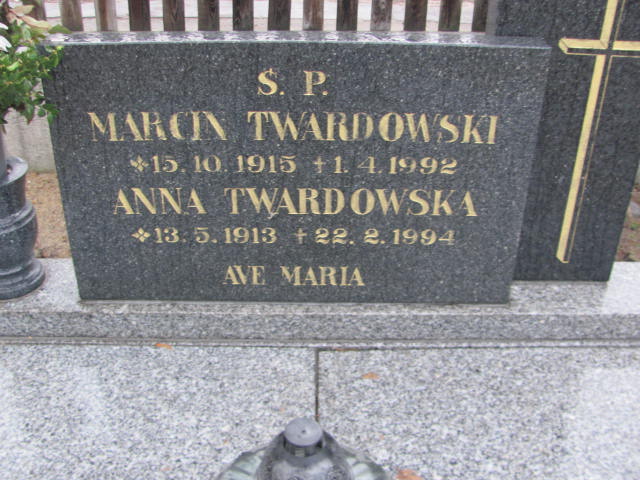 Ś. P.
MARCIN TWARDOWSKI
* 15. 10. 1915 + 1. 4. 1992
ANNA TWARDOWSKA
* 13. 5. 1913 + 22. 2. 1994
AVE MARIA